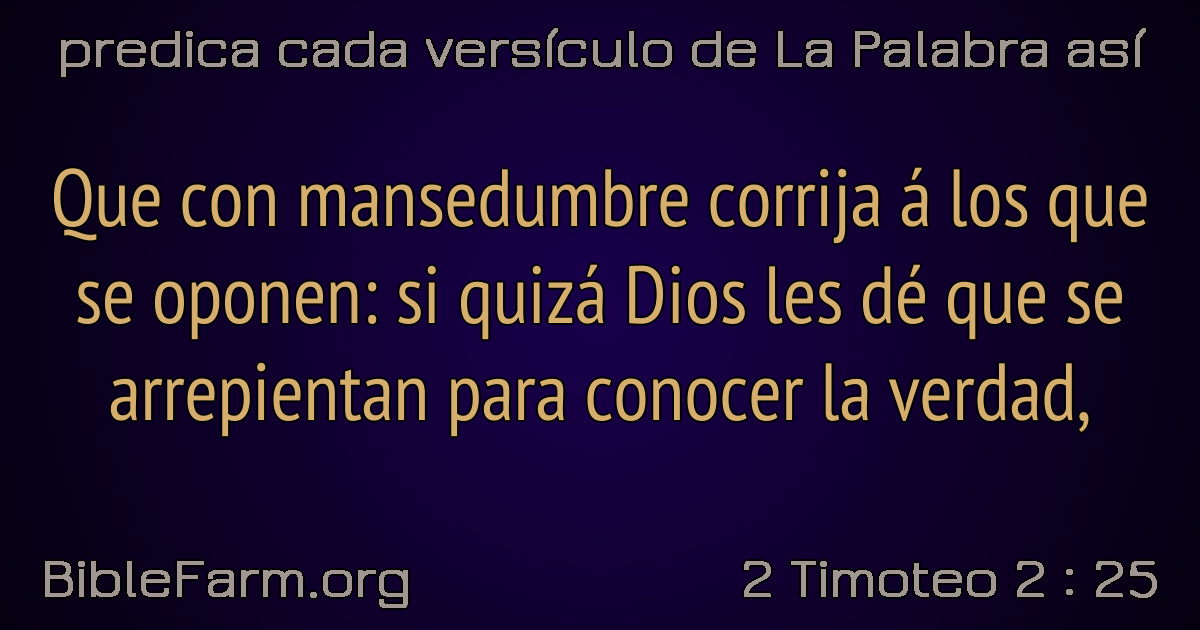 predica cada versículo de La Palabra así
Que con mansedumbre corrija á los que
se oponen: si quizá Dios les dé que se
arrepientan para conocer la verdad,
BibleFarm.org
2 Timoteo 2 : 25